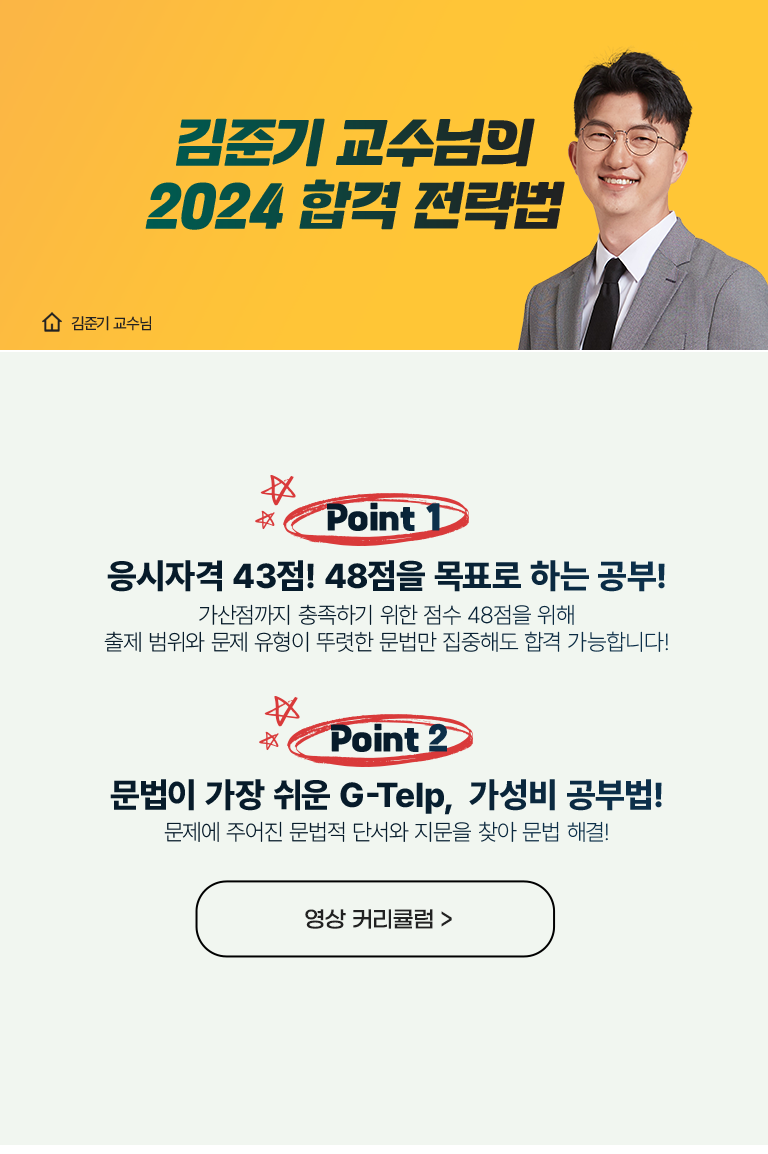 김준기 교수님의
2024 합격 전략법
김준기 교수님
Point 1
응시자격 43점! 48점을 목표로 하는 공부!
가산점까지 충족하기 위한 점수 48점을 위해
출제 범위와 문제 유형이 뚜렷한 문법만 집중해도 합격 가능합니다!
Point 2
문법이 가장 쉬운 G-Telp, 가성비 공부법!
문제에 주어진 문법적 단서와 지문을 찾아 문법 해결!
영상 커리큘럼 >